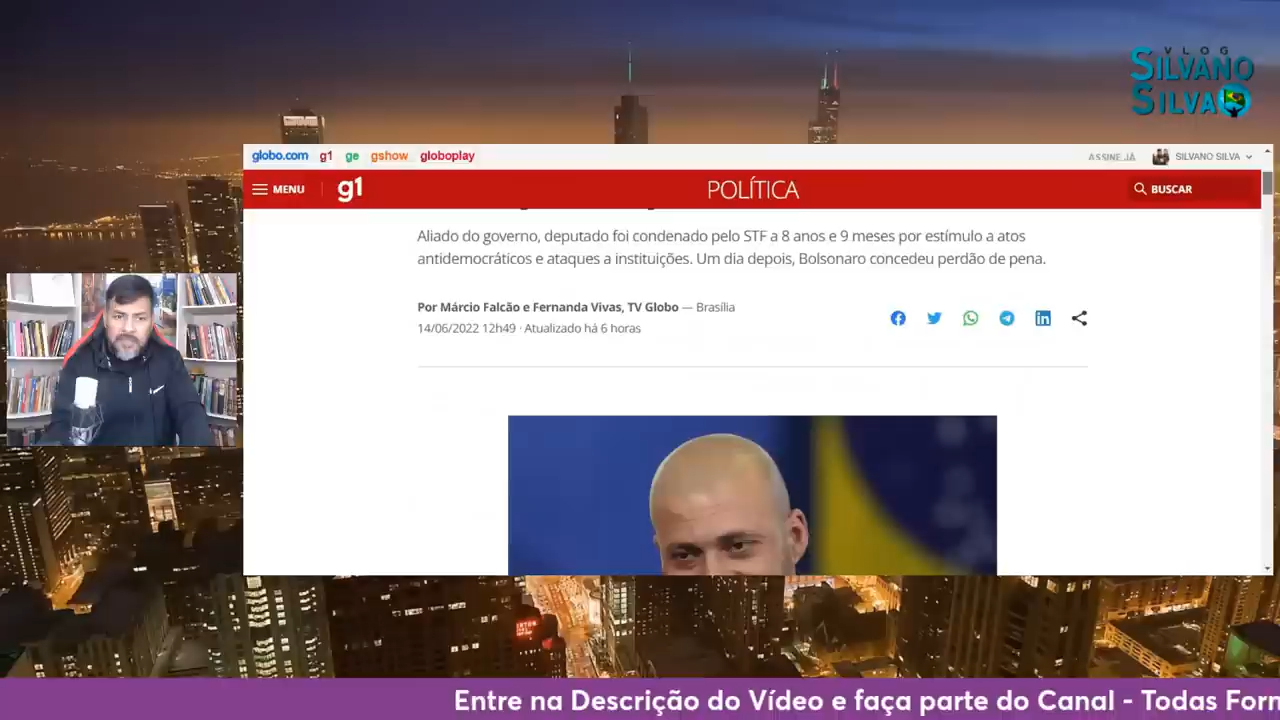 VLOG
SILVANO
SILVA
globo.com g1 ge gshow globoplay
ASSINE JÁ SILVANO SILVA
MENU g1 POLÍTICA BUSCAR
Aliado do governo, deputado foi condenado pelo STF a 8 anos e 9 meses por estímulo a atos
antidemocráticos e ataques a instituições. Um dia depois, Bolsonaro concedeu perdão de pena.
Por Márcio Falcão e Fernanda Vivas, TV Globo — Brasília
14/06/2022 12h49 · Atualizado há 6 horas
Entre na Descrição do Vídeo e faça parte do Canal - Todas Forn